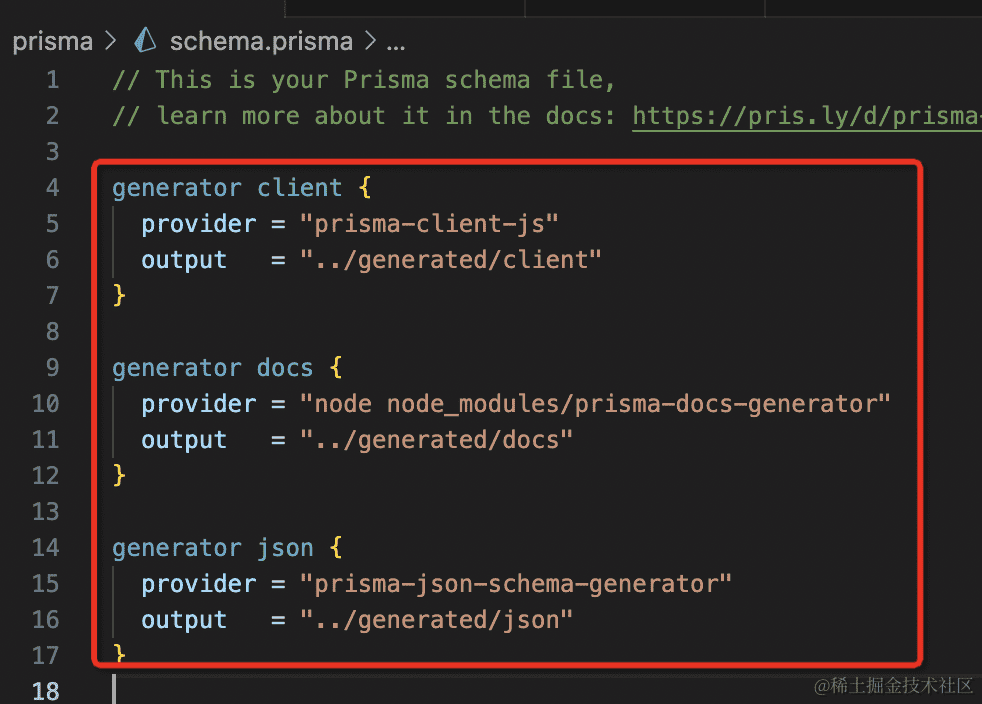 prisma > schema.prisma > ...
1 // This is your Prisma schema file,
2 // learn more about it in the docs: https://pris.ly/d/prisma-
3
4 generator client {
5   provider = "prisma-client-js"
6   output   = "../generated/client"
7 }
8
9 generator docs {
10   provider = "node node_modules/prisma-docs-generator"
11   output   = "../generated/docs"
12 }
13
14 generator json {
15   provider = "prisma-json-schema-generator"
16   output   = "../generated/json"
17 }
18
@稀土掘金技术社区